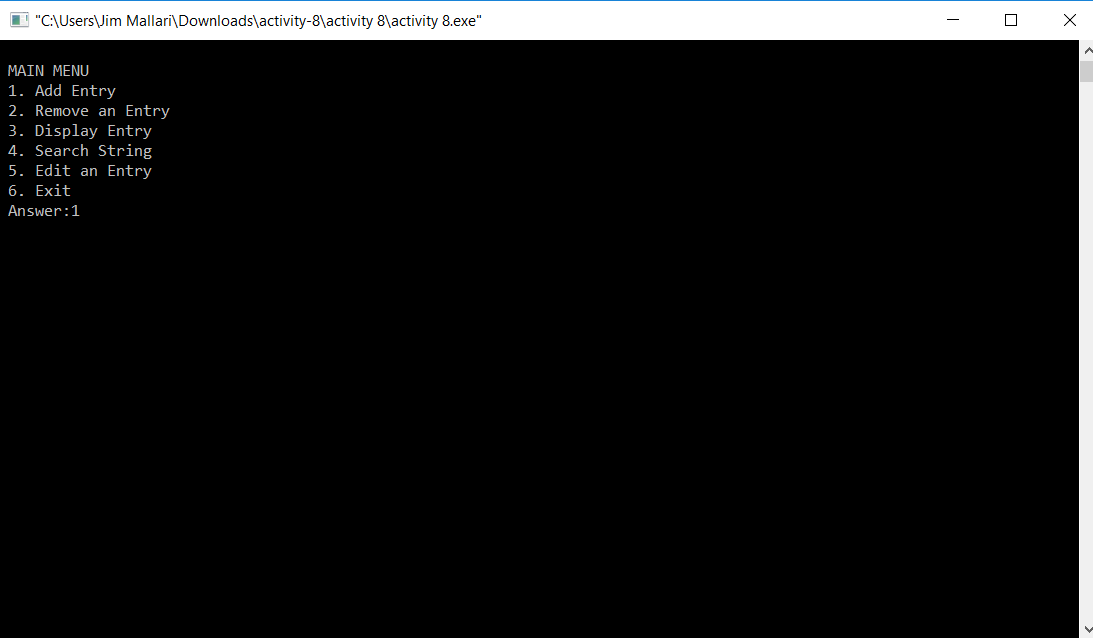 "C:\Users\Jim Mallari\Downloads\activity-8\activity 8\activity 8.exe"
MAIN MENU
1. Add Entry
2. Remove an Entry
3. Display Entry
4. Search String
5. Edit an Entry
6. Exit
Answer:1